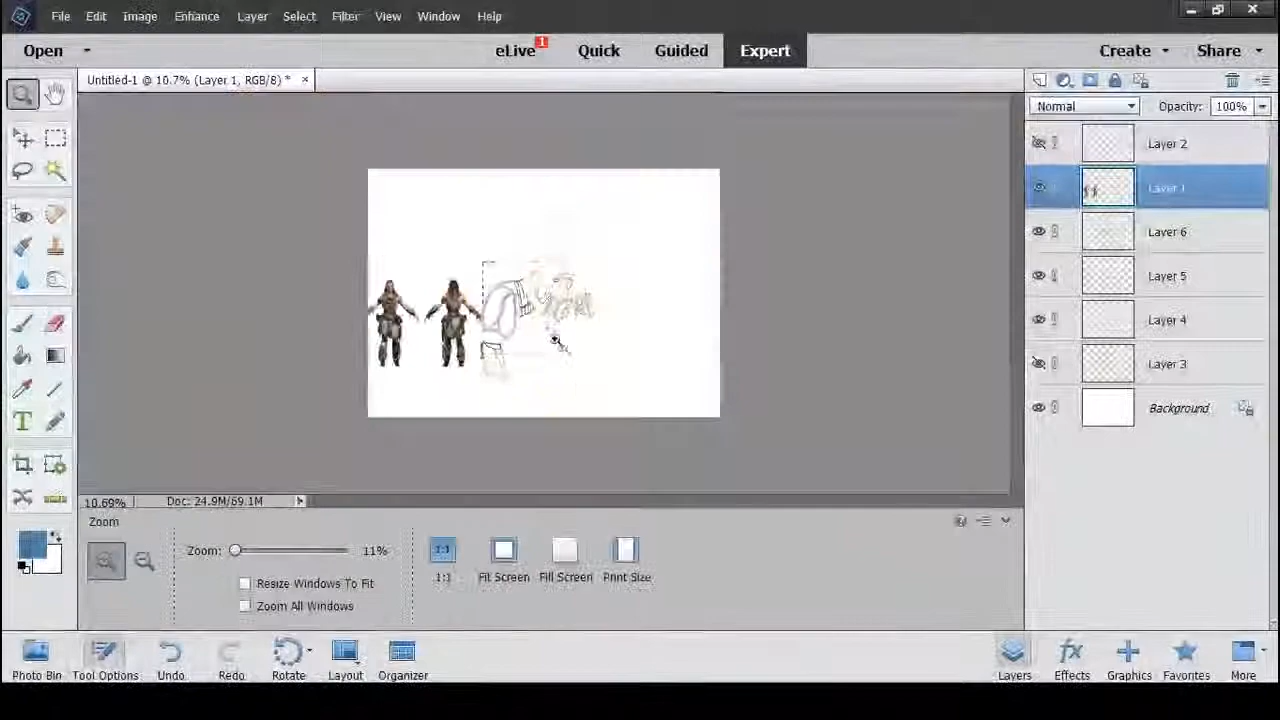 File Edit Image Enhance Layer Select Filter View Window Help
Open eLive 1 Quick Guided Expert Create Share
Untitled-1 @ 10.7% (Layer 1, RGB/8) * ×
Normal Opacity: 100%
Layer 2
Layer 1
Layer 6
Layer 5
Layer 4
Layer 3
Background
10.69% Doc: 24.9M/69.1M
Zoom
Zoom: 11% 1:1
1:1 Fit Screen Fill Screen Print Size
Resize Windows To Fit
Zoom All Windows
T
Photo Bin Tool Options Undo Redo Rotate Layout Organizer fx Layers Effects Graphics Favorites More